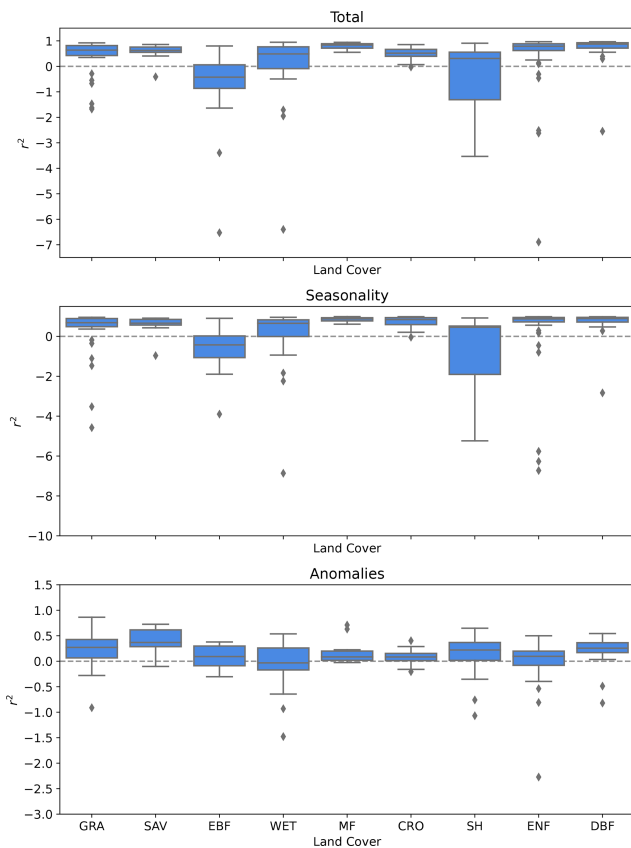 Total
1
0
−1
−2
−3
−4
−5
−6
−7
r²
Land Cover
Seasonality
0
−2
−4
−6
−8
−10
r²
Land Cover
Anomalies
1.5
1.0
0.5
0.0
−0.5
−1.0
−1.5
−2.0
−2.5
−3.0
r²
GRA SAV EBF WET MF CRO SH ENF DBF
Land Cover